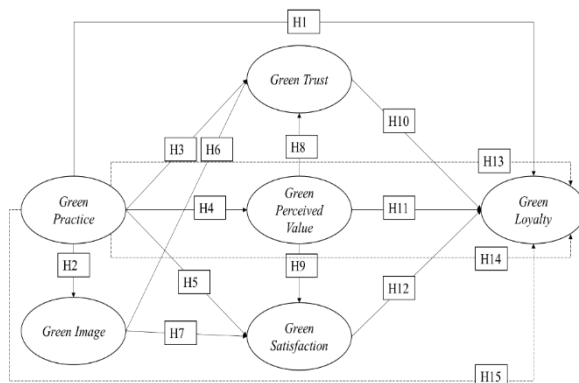 H1
Green Trust
H3
H6
H10
H8
H13
Green
Practice
H4
Green
Perceived
Value
H11
Green
Loyalty
H2
H5
H9
H14
H12
Green Image
H7
Green
Satisfaction
H15